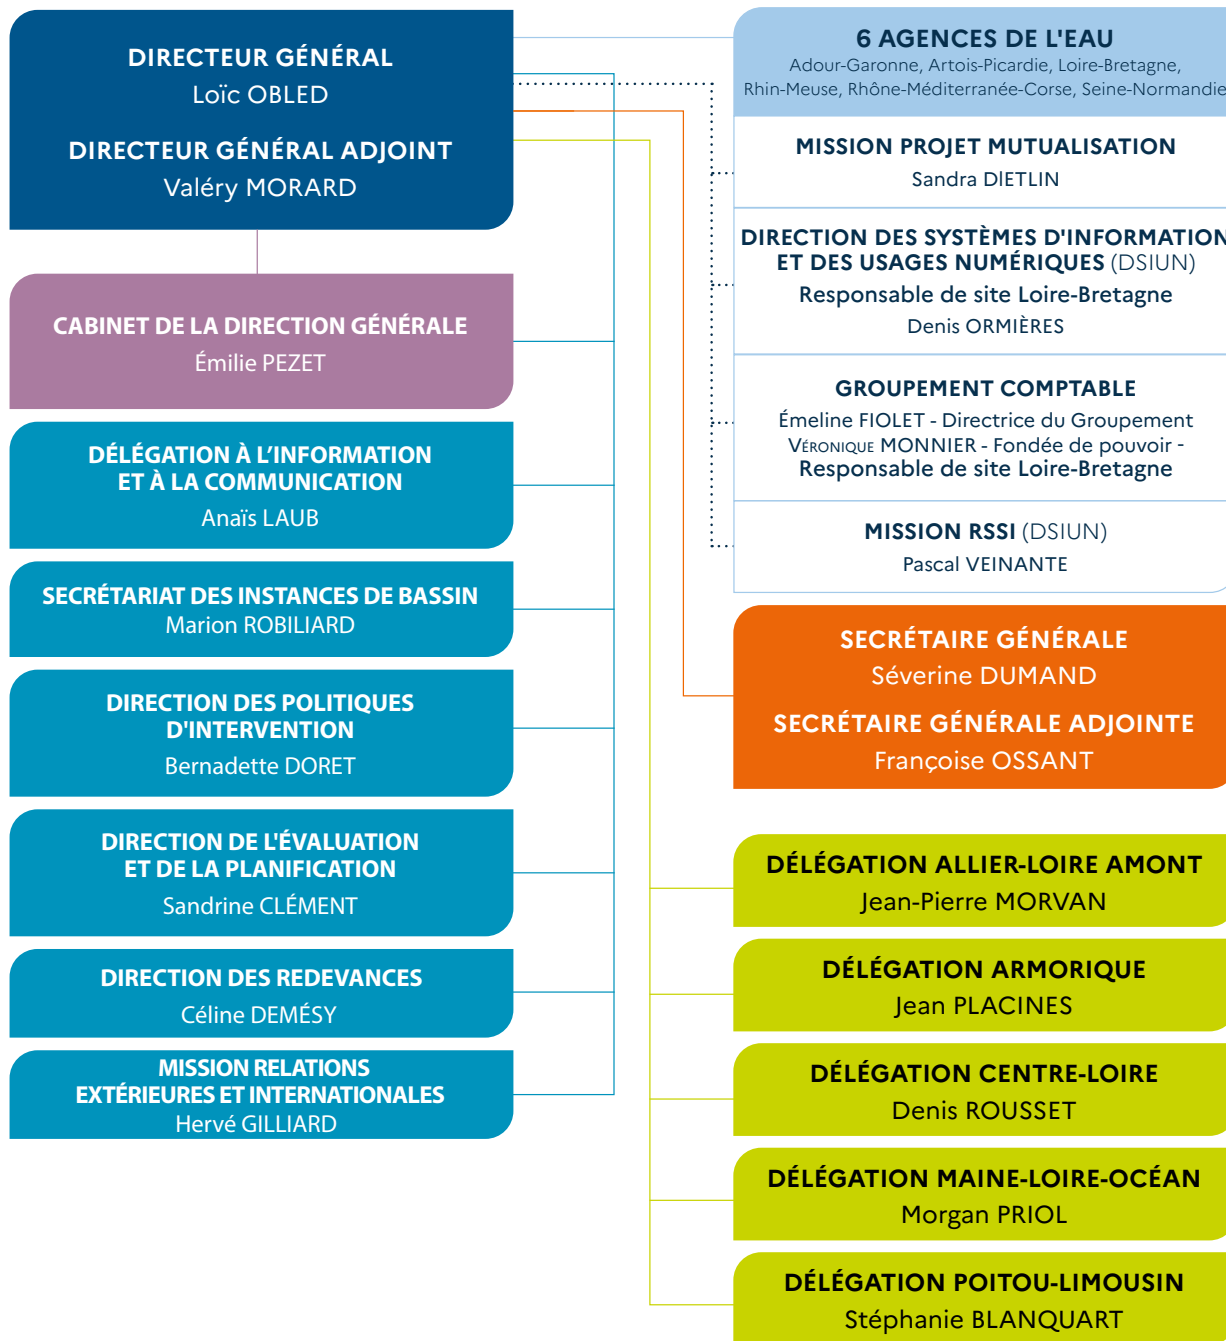 DIRECTEUR GÉNÉRAL
Loïc OBLED
DIRECTEUR GÉNÉRAL ADJOINT
Valéry MORARD
CABINET DE LA DIRECTION GÉNÉRALE
Émilie PEZET
DÉLÉGATION À L’INFORMATION
ET À LA COMMUNICATION
Anaïs LAUB
SECRÉTARIAT DES INSTANCES DE BASSIN
Marion ROBILIARD
DIRECTION DES POLITIQUES
D'INTERVENTION
Bernadette DORET
DIRECTION DE L'ÉVALUATION
ET DE LA PLANIFICATION
Sandrine CLÉMENT
DIRECTION DES REDEVANCES
Céline DEMÉSY
MISSION RELATIONS
EXTÉRIEURES ET INTERNATIONALES
Hervé GILLIARD
6 AGENCES DE L'EAU
Adour-Garonne, Artois-Picardie, Loire-Bretagne,
Rhin-Meuse, Rhône-Méditerranée-Corse, Seine-Normandie
MISSION PROJET MUTUALISATION
Sandra DIETLIN
DIRECTION DES SYSTÈMES D'INFORMATION
ET DES USAGES NUMÉRIQUES (DSIUN)
Responsable de site Loire-Bretagne
Denis ORMIÈRES
GROUPEMENT COMPTABLE
Émeline FIOLET - Directrice du Groupement
VÉRONIQUE MONNIER - Fondée de pouvoir -
Responsable de site Loire-Bretagne
MISSION RSSI (DSIUN)
Pascal VEINANTE
SECRÉTAIRE GÉNÉRALE
Séverine DUMAND
SECRÉTAIRE GÉNÉRALE ADJOINTE
Françoise OSSANT
DÉLÉGATION ALLIER-LOIRE AMONT
Jean-Pierre MORVAN
DÉLÉGATION ARMORIQUE
Jean PLACINES
DÉLÉGATION CENTRE-LOIRE
Denis ROUSSET
DÉLÉGATION MAINE-LOIRE-OCÉAN
Morgan PRIOL
DÉLÉGATION POITOU-LIMOUSIN
Stéphanie BLANQUART